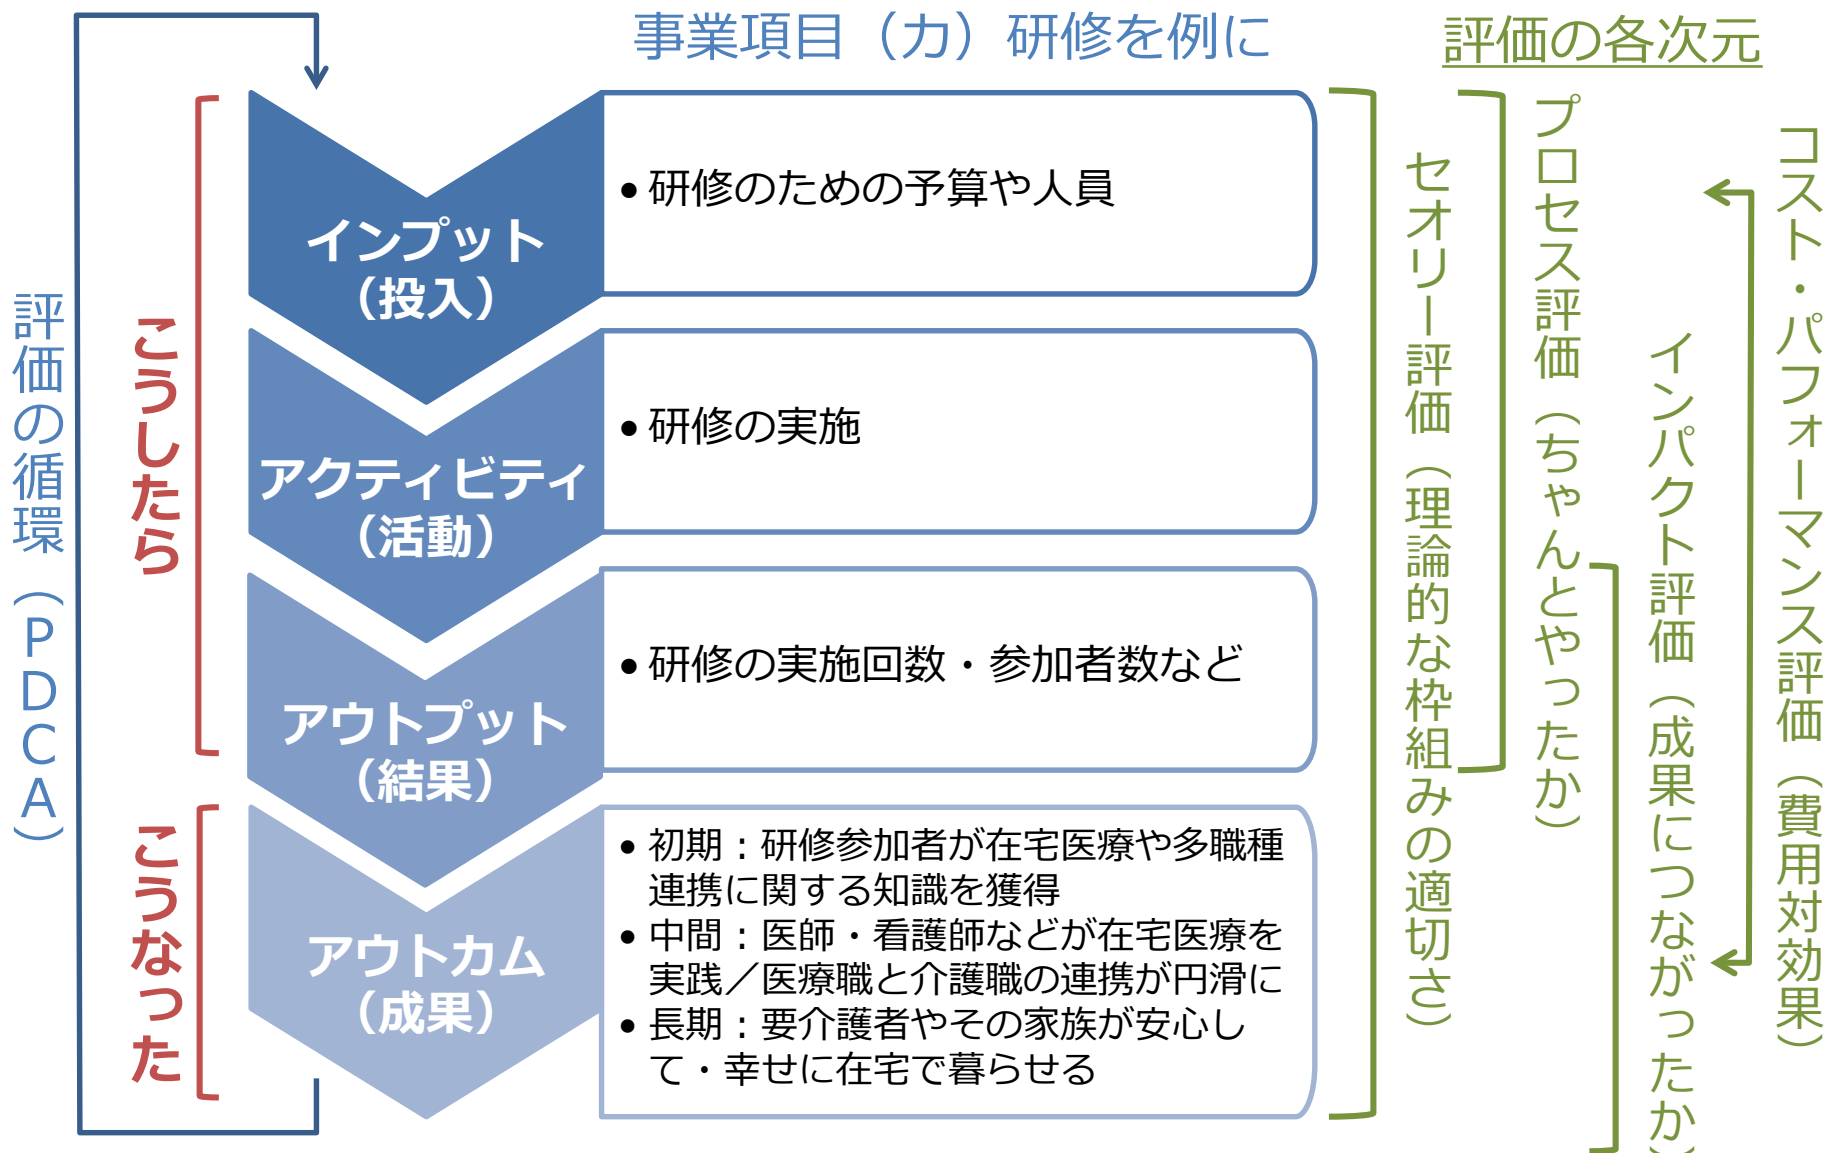 事業項目（カ）研修を例に
評価の各次元
評価の循環（ＰＤＣＡ）
こうしたら
こうなった
インプット
（投入）
• 研修のための予算や人員
アクティビティ
（活動）
• 研修の実施
アウトプット
（結果）
• 研修の実施回数・参加者数など
アウトカム
（成果）
• 初期：研修参加者が在宅医療や多職種
連携に関する知識を獲得
• 中間：医師・看護師などが在宅医療を
実践／医療職と介護職の連携が円滑に
• 長期：要介護者やその家族が安心し
て・幸せに在宅で暮らせる
セオリー評価（理論的な枠組みの適切さ）
プロセス評価（ちゃんとやったか）
インパクト評価（成果につながったか）
コスト・パフォーマンス評価（費用対効果）